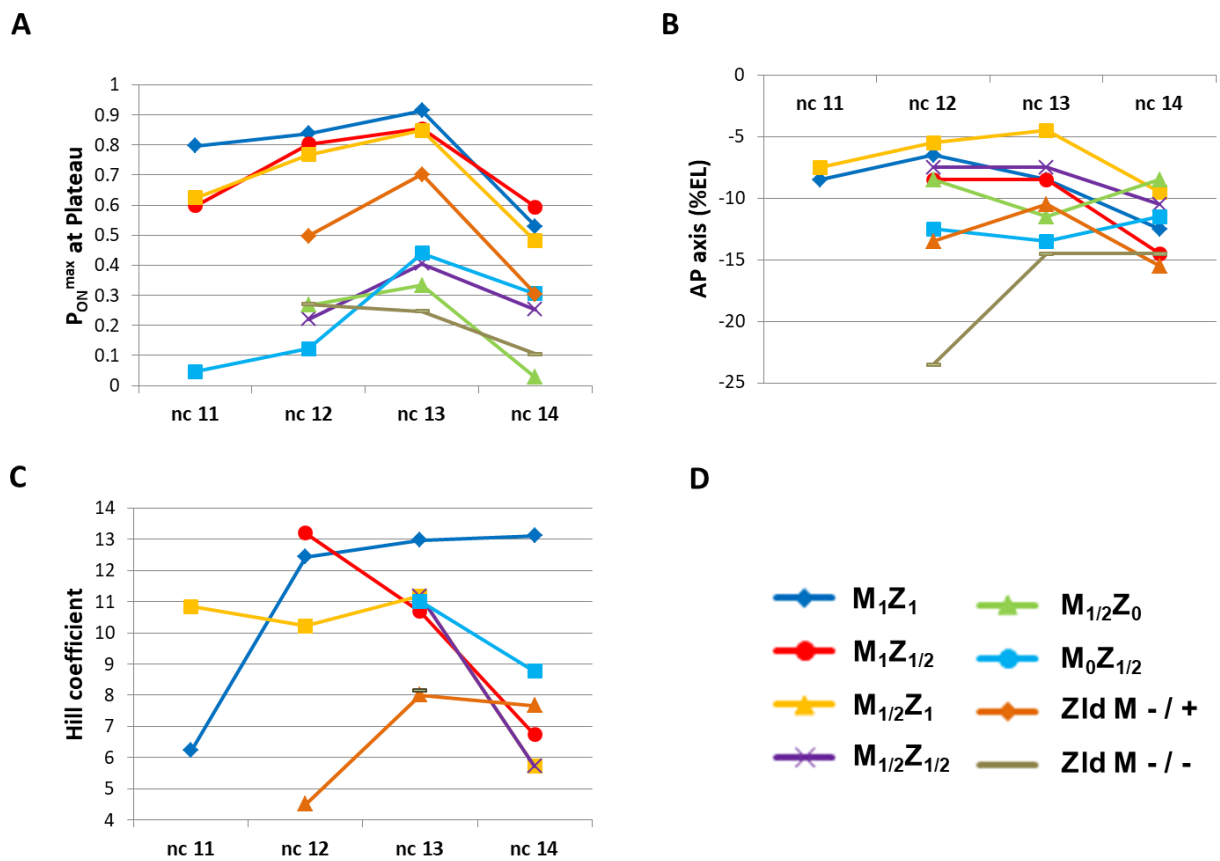 A
P_ON^max at Plateau
1
0.9
0.8
0.7
0.6
0.5
0.4
0.3
0.2
0.1
0
nc 11 nc 12 nc 13 nc 14
B
AP axis (%EL)
0
-5
-10
-15
-20
-25
nc 11 nc 12 nc 13 nc 14
C
Hill coefficient
14
13
12
11
10
9
8
7
6
5
4
nc 11 nc 12 nc 13 nc 14
D
M1Z1
M1Z1/2
M1/2Z1
M1/2Z1/2
M1/2Z0
M0Z1/2
Zld M - / +
Zld M - / -